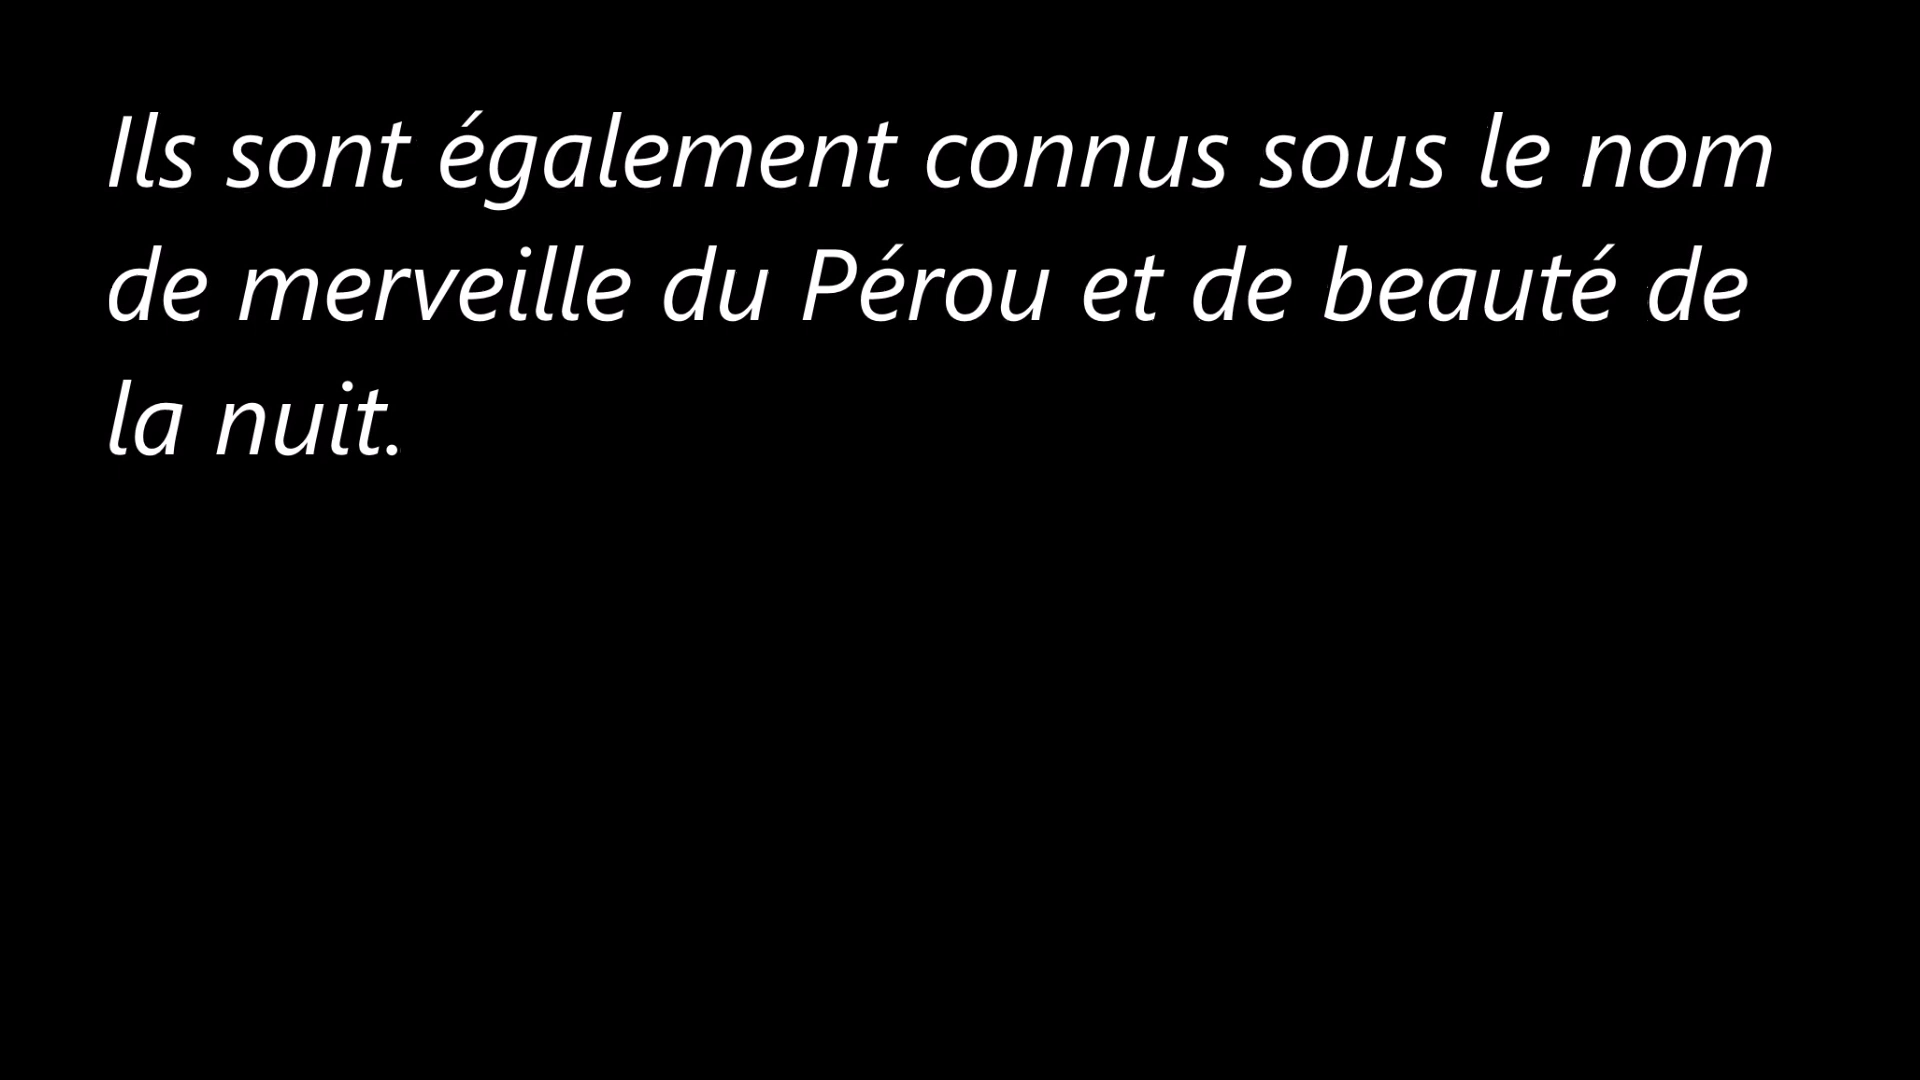 Ils sont également connus sous le nom
de merveille du Pérou et de beauté de
la nuit.